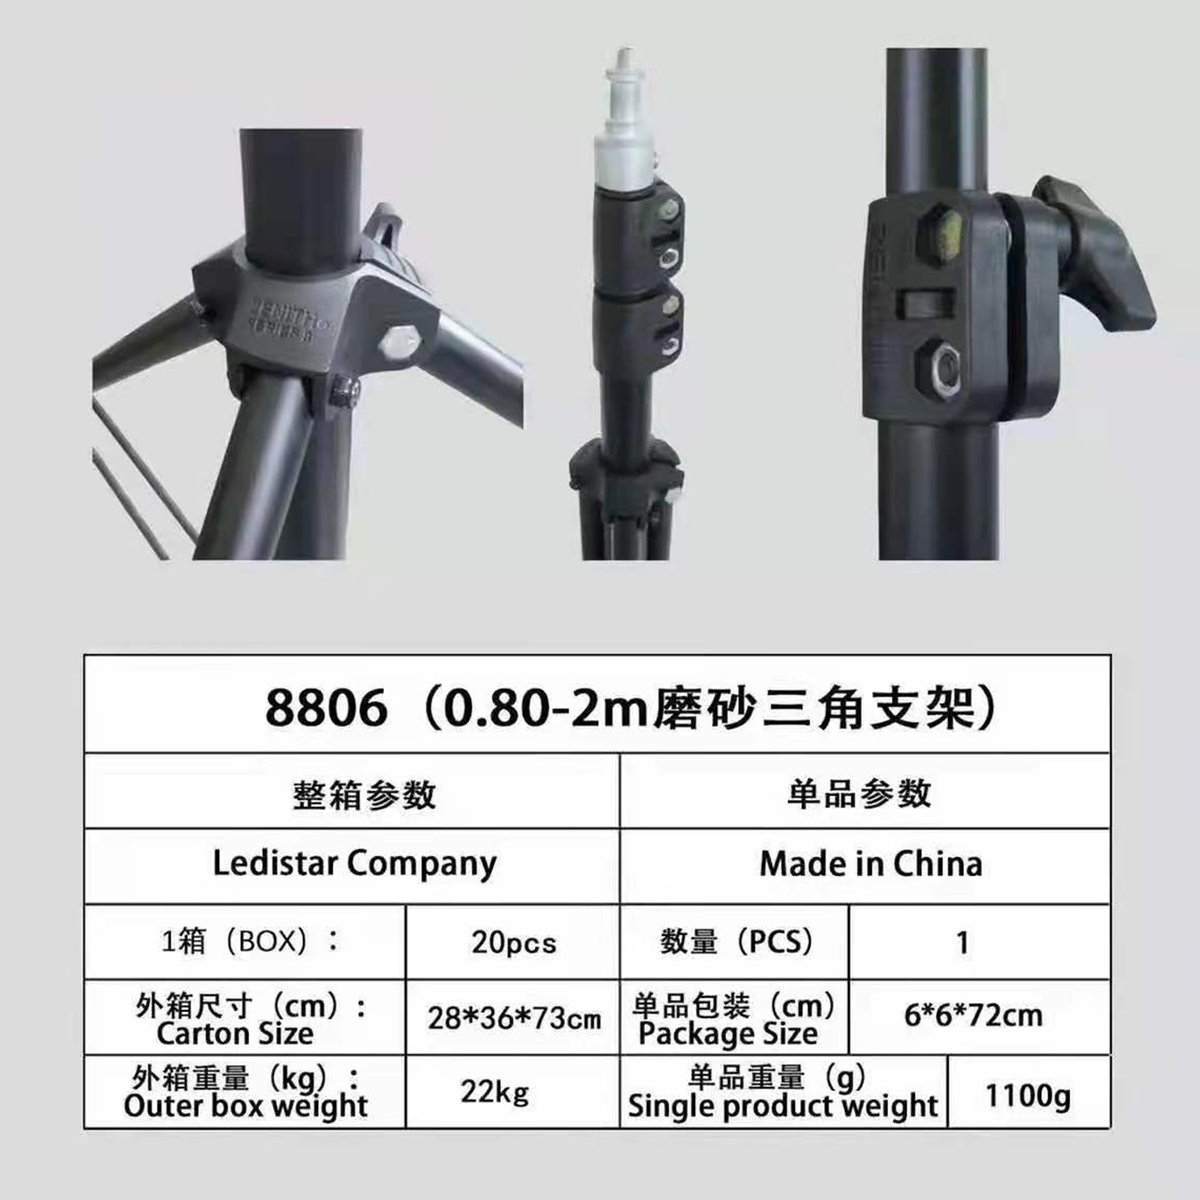 ZENITH
SERIES II
8806（0.80-2m磨砂三角支架）
整箱参数
单品参数
Ledistar Company
Made in China
1箱（BOX）：
20pcs
数量（PCS）
1
外箱尺寸（cm）:
Carton Size
28*36*73cm
单品包装（cm）
Package Size
6*6*72cm
外箱重量（kg）:
Outer box weight
22kg
单品重量（g）
Single product weight
1100g